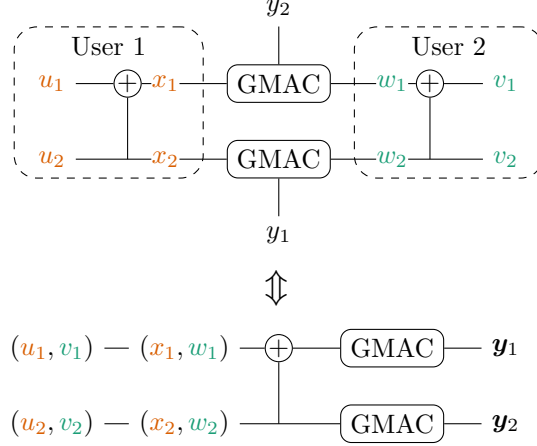 y₂
User 1 User 2
u₁ x₁ GMAC w₁ v₁
u₂ x₂ GMAC w₂ v₂
y₁
⇕
(u₁, v₁) — (x₁, w₁) GMAC y₁
(u₂, v₂) — (x₂, w₂) GMAC y₂